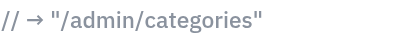 // → "/admin/categories"